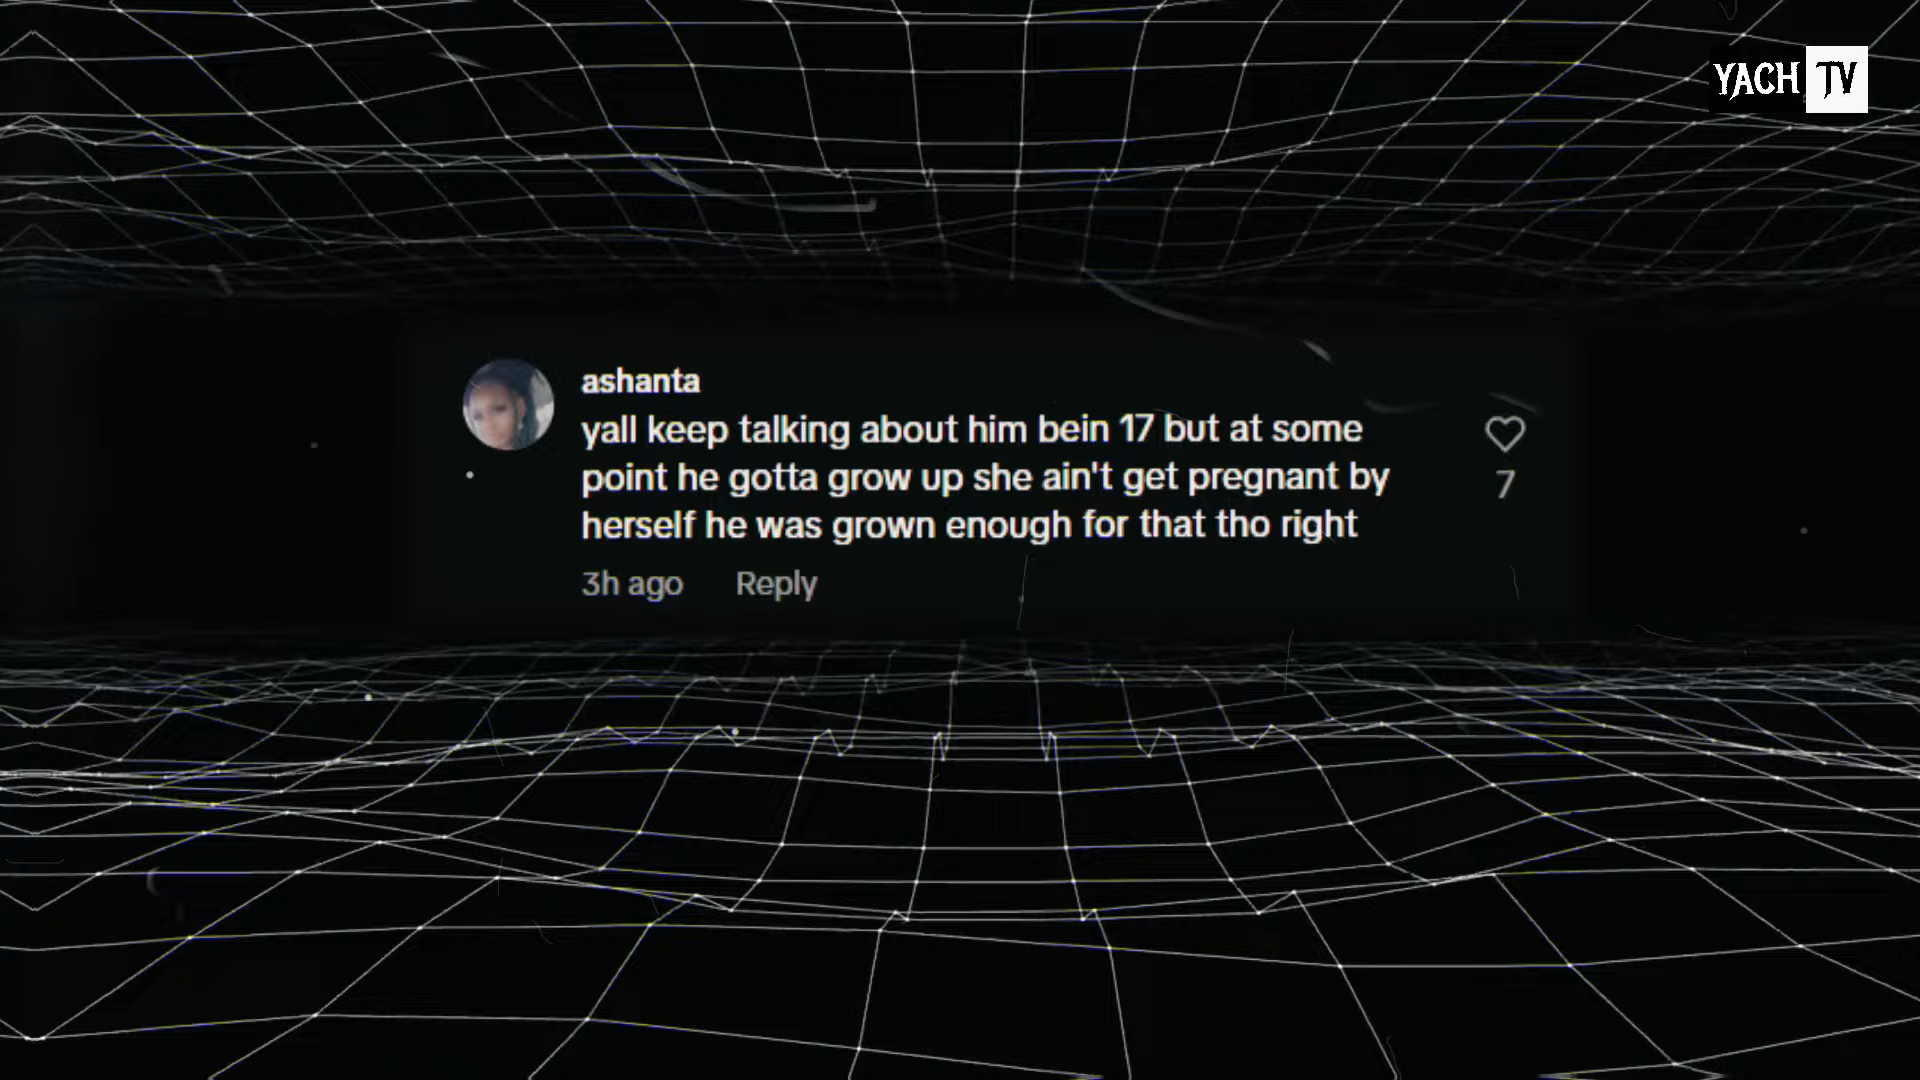 YACH TV
ashanta
yall keep talking about him bein 17 but at some
point he gotta grow up she ain't get pregnant by
herself he was grown enough for that tho right
7
3h ago Reply